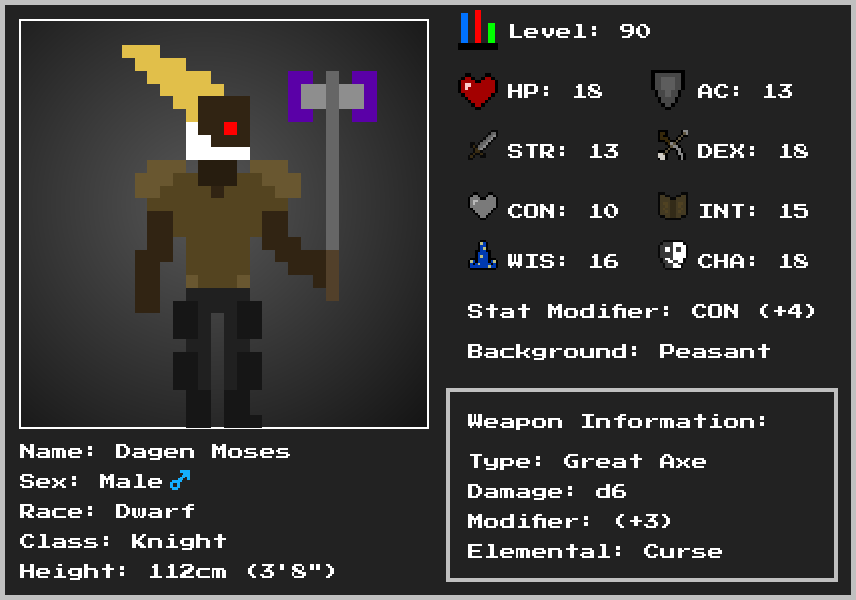 Level: 90
HP: 18
AC: 13
STR: 13
DEX: 18
CON: 10
INT: 15
WIS: 16
CHA: 18
Stat Modifier: CON (+4)
Background: Peasant
Weapon Information:
Type: Great Axe
Damage: d6
Modifier: (+3)
Elemental: Curse
Name: Dagen Moses
Sex: Male ♂
Race: Dwarf
Class: Knight
Height: 112cm (3'8")